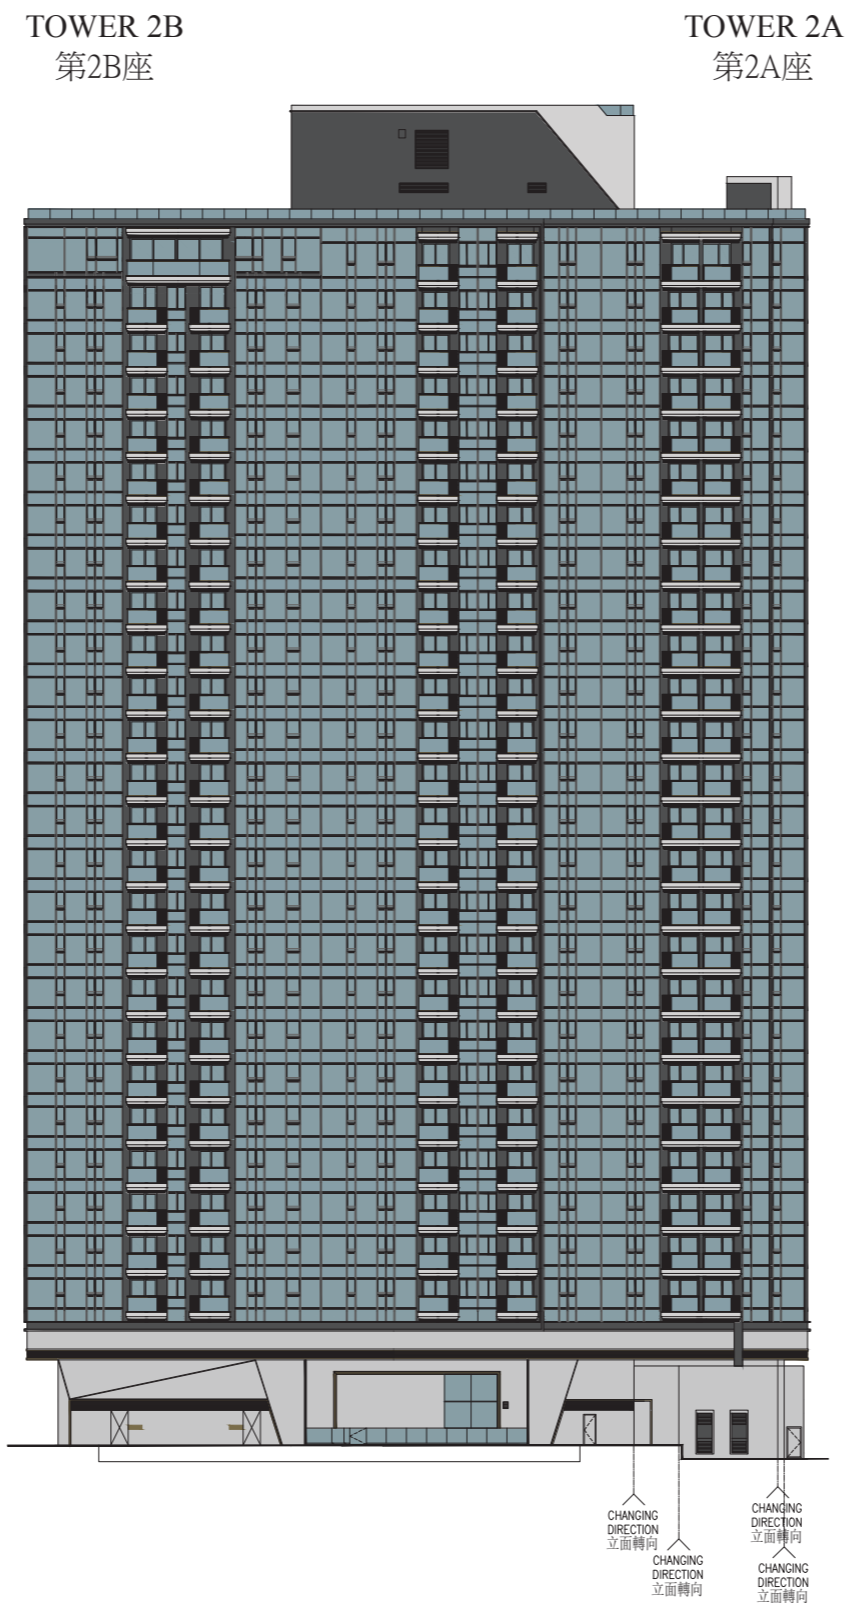 TOWER 2B
第2B座
TOWER 2A
第2A座
CHANGING
DIRECTION
立面轉向
CHANGING
DIRECTION
立面轉向
CHANGING
DIRECTION
立面轉向
CHANGING
DIRECTION
立面轉向